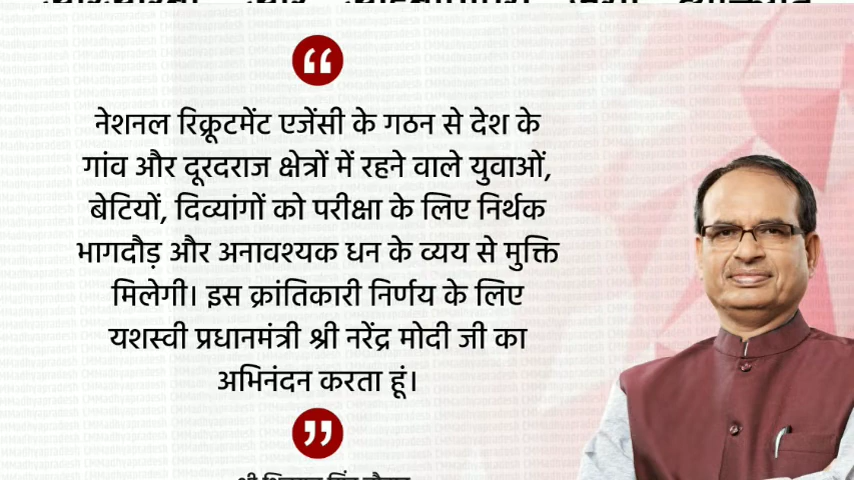 नेशनल रिक्रूटमेंट एजेंसी के गठन से देश के
गांव और दूरदराज क्षेत्रों में रहने वाले युवाओं,
बेटियों, दिव्यांगों को परीक्षा के लिए निर्थक
भागदौड़ और अनावश्यक धन के व्यय से मुक्ति
मिलेगी। इस क्रांतिकारी निर्णय के लिए
यशस्वी प्रधानमंत्री श्री नरेंद्र मोदी जी का
अभिनंदन करता हूं।